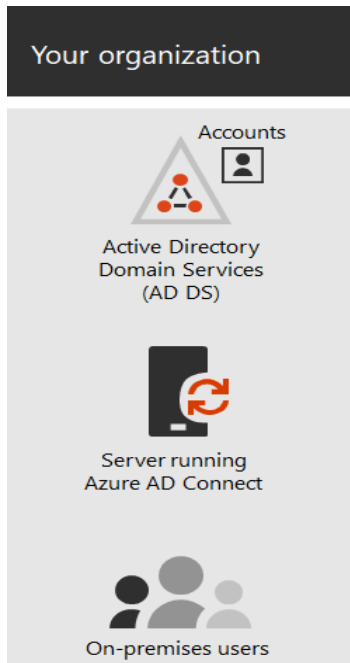 Your organization
Accounts
Active Directory
Domain Services
(AD DS)
Server running
Azure AD Connect
On-premises users